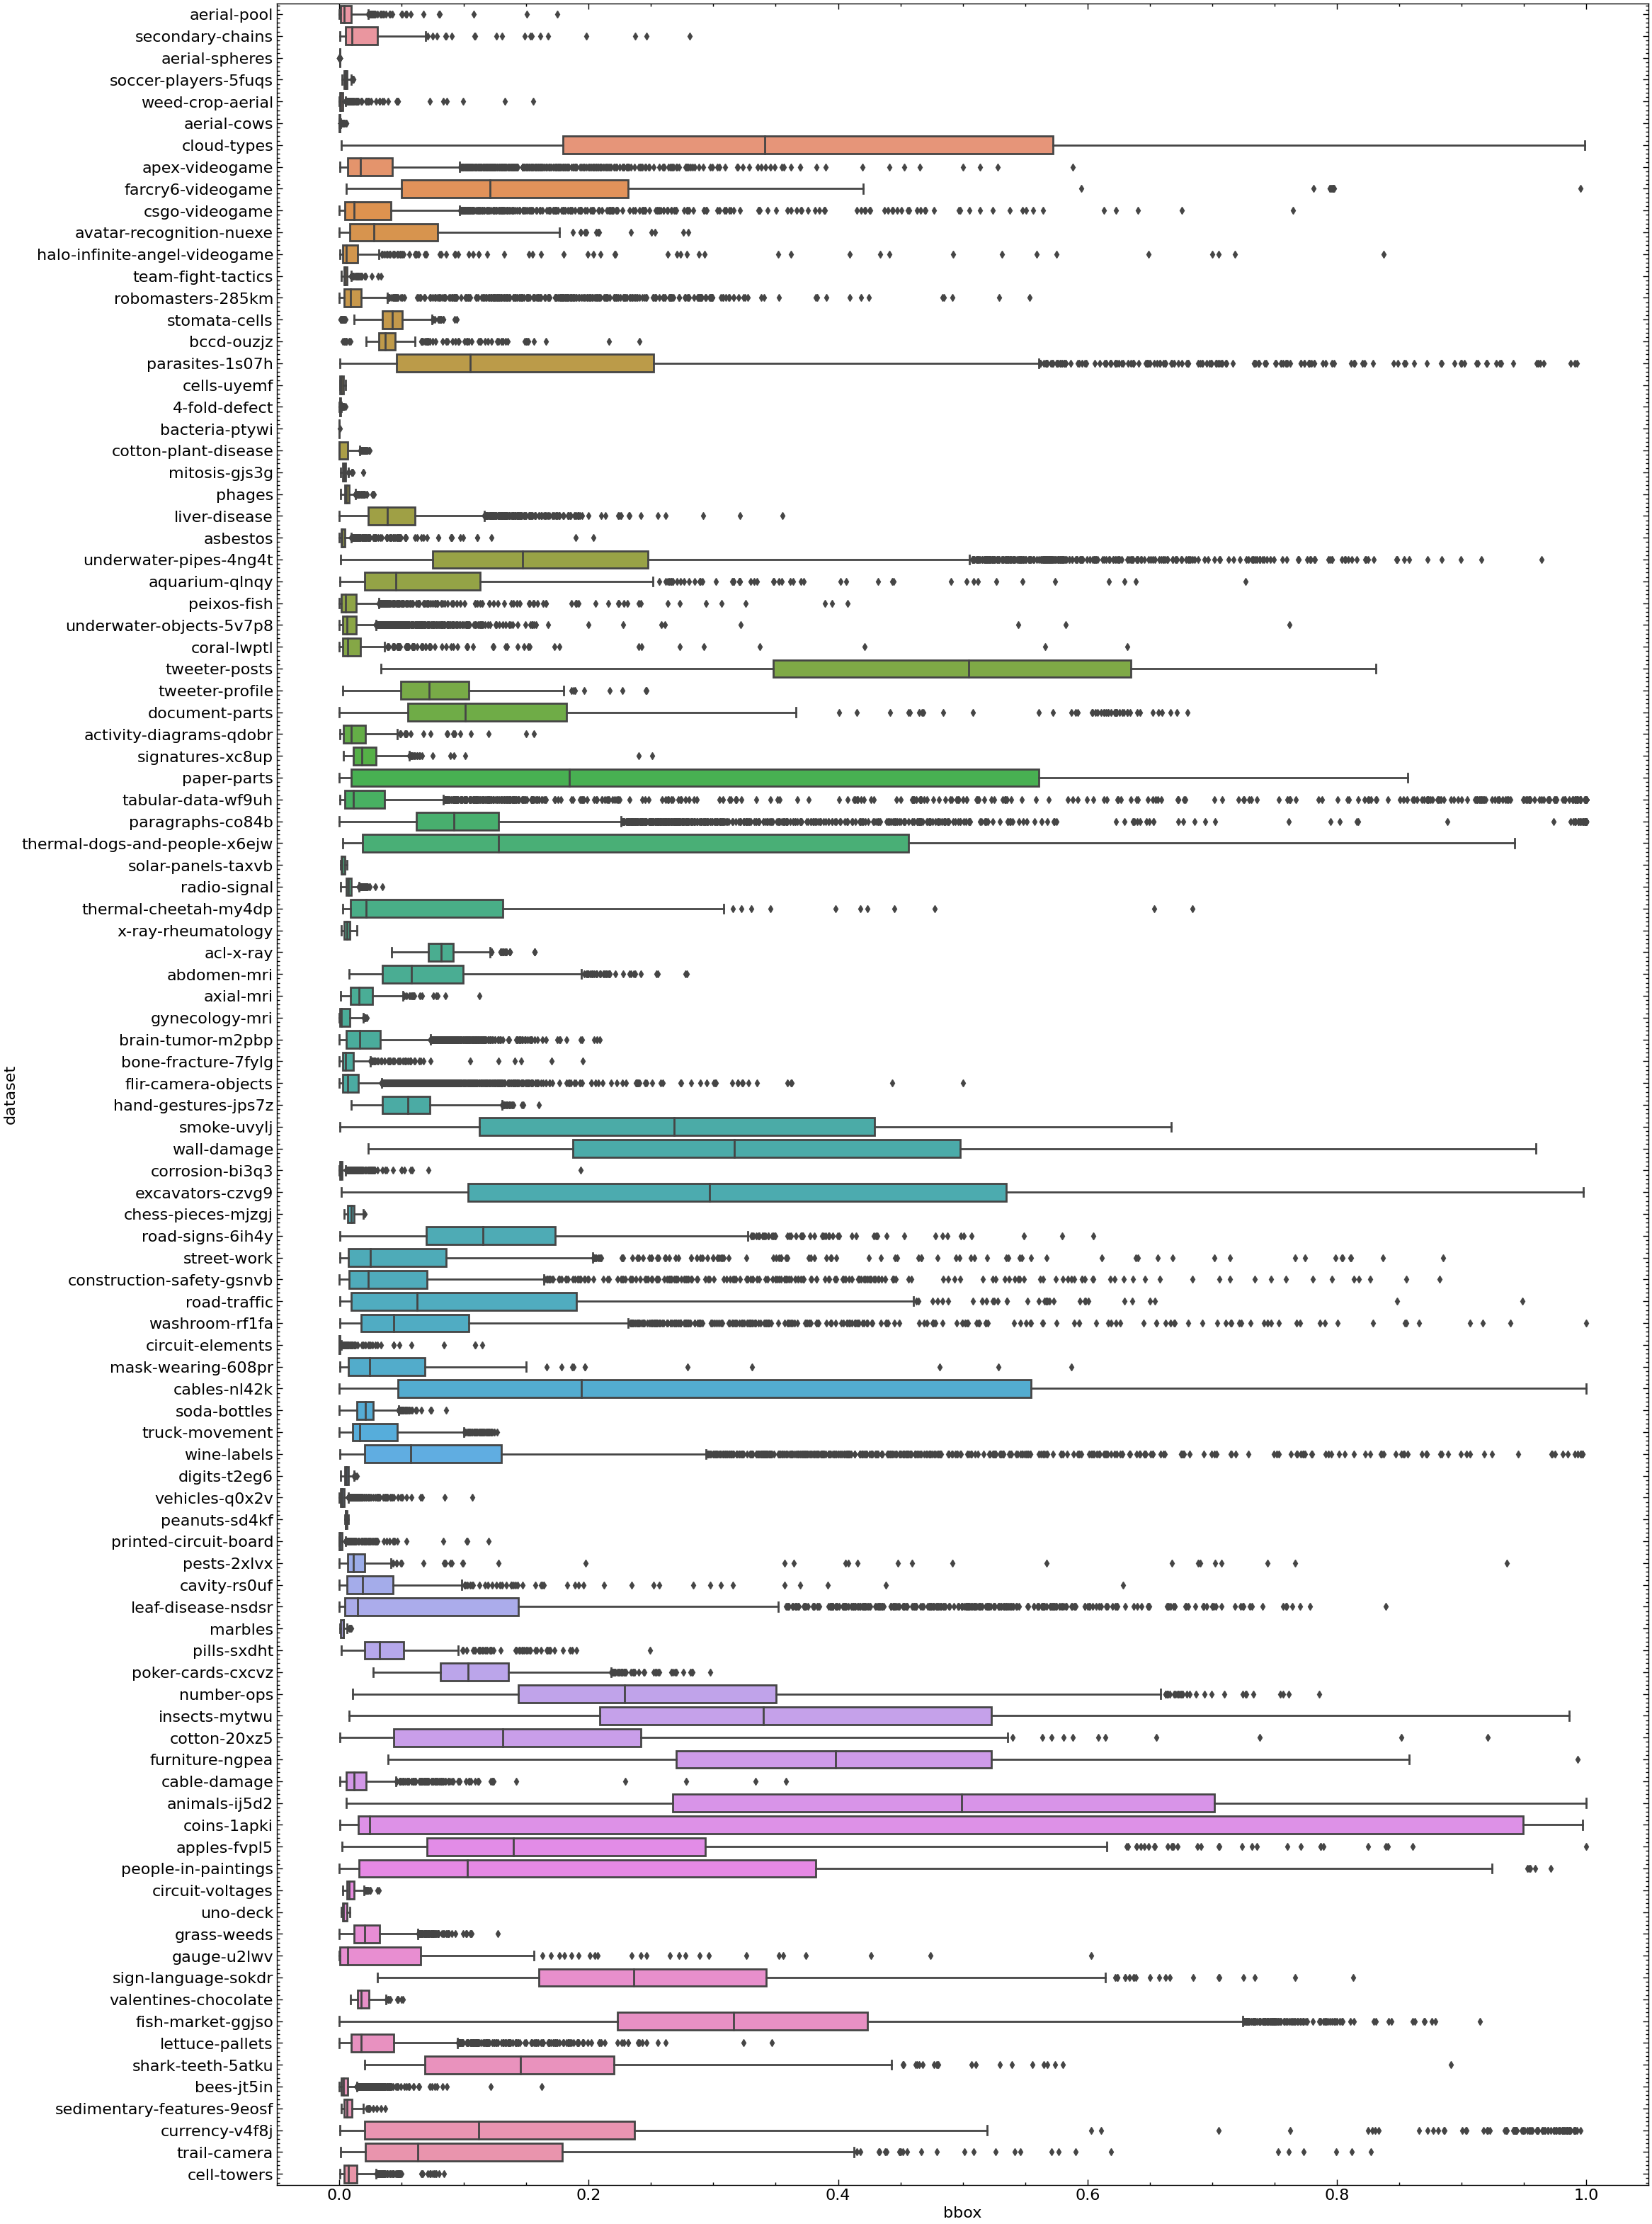 aerial-pool
secondary-chains
aerial-spheres
soccer-players-5fuqs
weed-crop-aerial
aerial-cows
cloud-types
apex-videogame
farcry6-videogame
csgo-videogame
avatar-recognition-nuexe
halo-infinite-angel-videogame
team-fight-tactics
robomasters-285km
stomata-cells
bccd-ouzjz
parasites-1s07h
cells-uyemf
4-fold-defect
bacteria-ptywi
cotton-plant-disease
mitosis-gjs3g
phages
liver-disease
asbestos
underwater-pipes-4ng4t
aquarium-qlnqy
peixos-fish
underwater-objects-5v7p8
coral-lwptl
tweeter-posts
tweeter-profile
document-parts
activity-diagrams-qdobr
signatures-xc8up
paper-parts
tabular-data-wf9uh
paragraphs-co84b
thermal-dogs-and-people-x6ejw
solar-panels-taxvb
radio-signal
thermal-cheetah-my4dp
x-ray-rheumatology
acl-x-ray
abdomen-mri
axial-mri
gynecology-mri
brain-tumor-m2pbp
bone-fracture-7fylg
flir-camera-objects
hand-gestures-jps7z
smoke-uvylj
wall-damage
corrosion-bi3q3
excavators-czvg9
chess-pieces-mjzgj
road-signs-6ih4y
street-work
construction-safety-gsnvb
road-traffic
washroom-rf1fa
circuit-elements
mask-wearing-608pr
cables-nl42k
soda-bottles
truck-movement
wine-labels
digits-t2eg6
vehicles-q0x2v
peanuts-sd4kf
printed-circuit-board
pests-2xlvx
cavity-rs0uf
leaf-disease-nsdsr
marbles
pills-sxdht
poker-cards-cxcvz
number-ops
insects-mytwu
cotton-20xz5
furniture-ngpea
cable-damage
animals-ij5d2
coins-1apki
apples-fvpl5
people-in-paintings
circuit-voltages
uno-deck
grass-weeds
gauge-u2lwv
sign-language-sokdr
valentines-chocolate
fish-market-ggjso
lettuce-pallets
shark-teeth-5atku
bees-jt5in
sedimentary-features-9eosf
currency-v4f8j
trail-camera
cell-towers
dataset
0.0 0.2 0.4 0.6 0.8 1.0
bbox